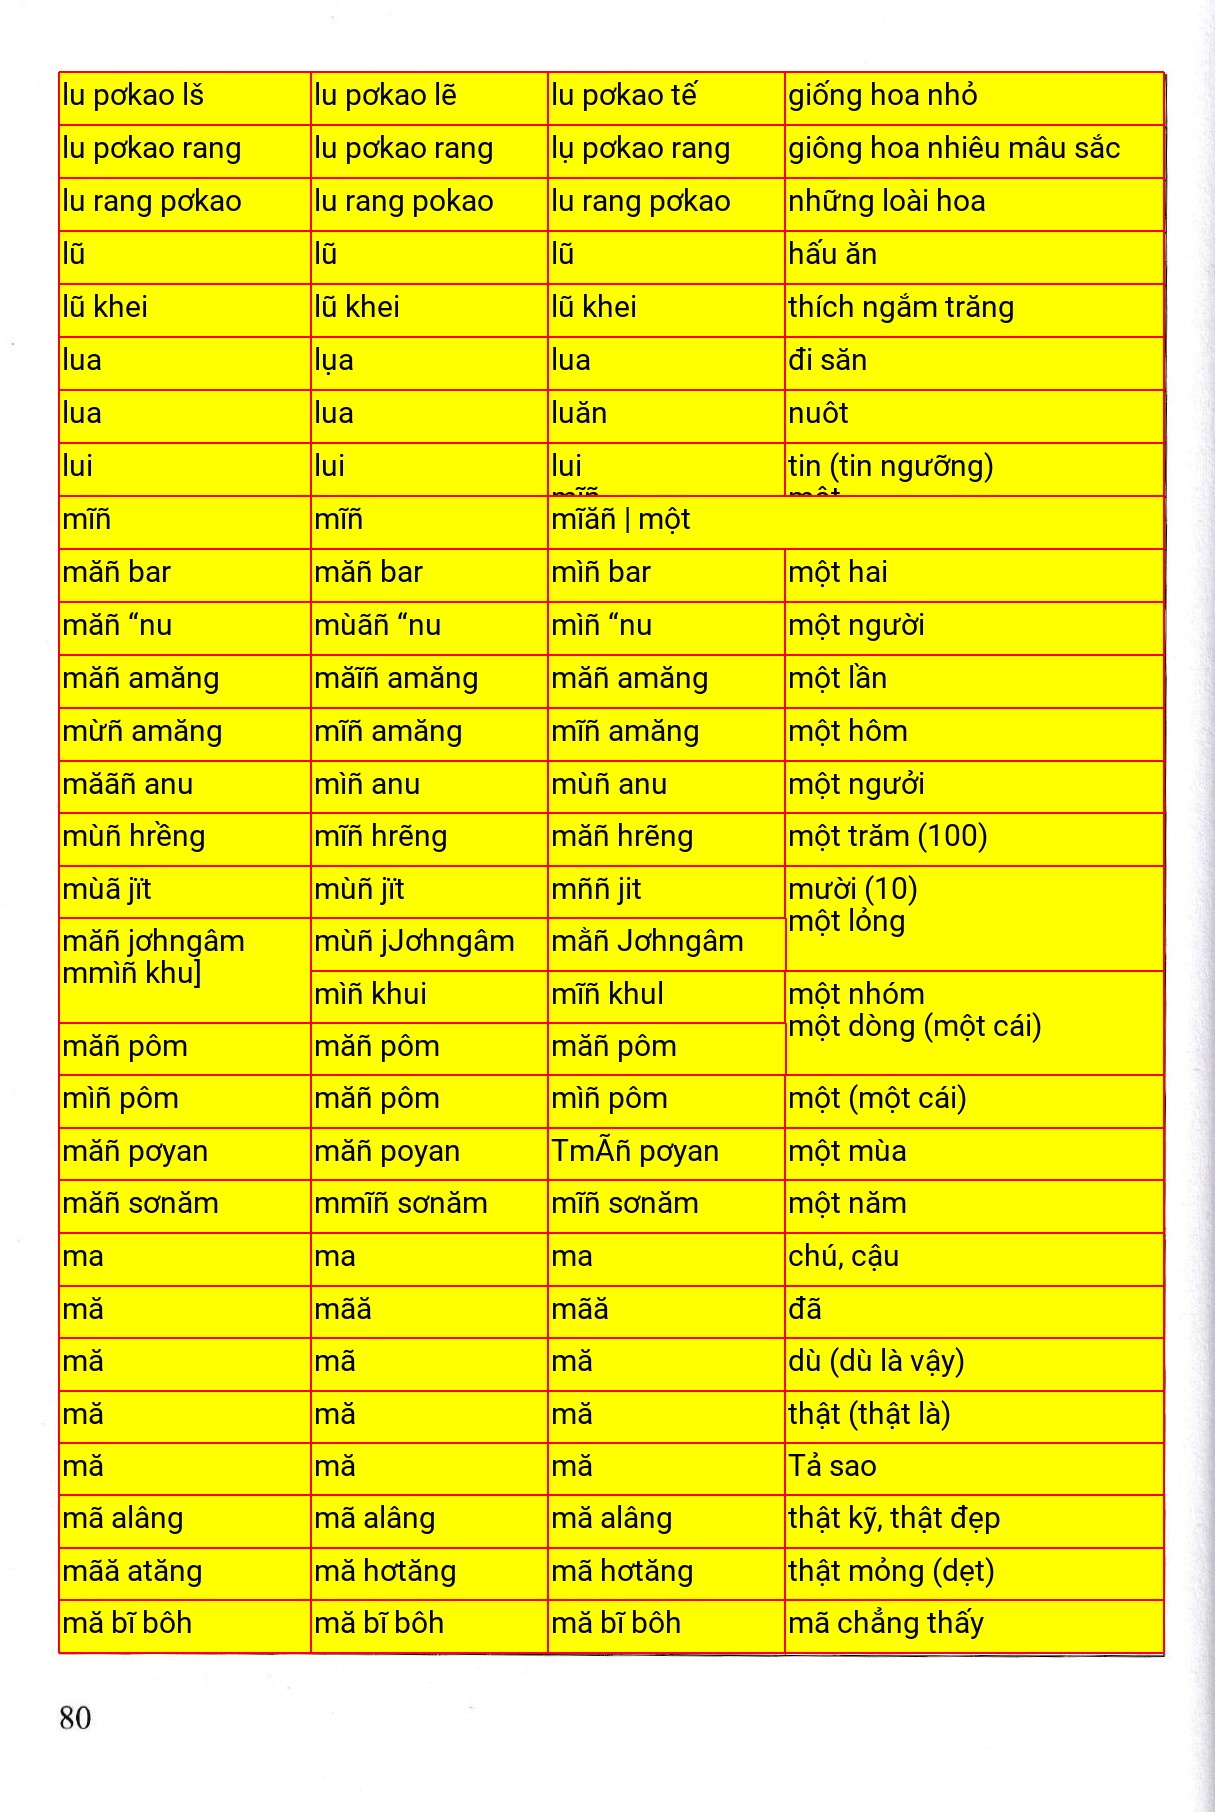 lu pơkao lš lu pơkao lẽ lu pơkao tế giống hoa nhỏ
lu pơkao rang lu pơkao rang lụ pơkao rang giông hoa nhiêu mâu sắc
lu rang pơkao lu rang pokao lu rang pơkao những loài hoa
lũ lũ lũ hấu ăn
lũ khei lũ khei lũ khei thích ngắm trăng
lua lụa lua đi săn
lua lua luăn nuôt
lui lui lui tin (tin ngưỡng)
mĩñ mĩñ mĩăñ | một
măñ bar măñ bar mìñ bar một hai
măñ “nu mùãñ “nu mìñ “nu một người
măñ amăng măĩñ amăng măñ amăng một lần
mừñ amăng mĩñ amăng mĩñ amăng một hôm
măãñ anu mìñ anu mùñ anu một ngưởi
mùñ hrềng mĩñ hrẽng măñ hrẽng một trăm (100)
mùã jït mùñ jït mññ jit mười (10)
một lỏng
măñ jơhngâm mùñ jJơhngâm mằñ Jơhngâm
mmìñ khu]
mìñ khui mĩñ khul một nhóm
một dòng (một cái)
măñ pôm măñ pôm măñ pôm
mìñ pôm măñ pôm mìñ pôm một (một cái)
măñ pơyan măñ poyan TmÃñ pơyan một mùa
măñ sơnăm mmĩñ sơnăm mĩñ sơnăm một năm
ma ma ma chú, cậu
mă mãă mãă đã
mă mã mă dù (dù là vậy)
mă mă mă thật (thật là)
mă mă mă Tả sao
mã alâng mã alâng mă alâng thật kỹ, thật đẹp
mãă atăng mă hơtăng mã hơtăng thật mỏng (dẹt)
mă bĩ bôh mă bĩ bôh mă bĩ bôh mã chẳng thấy
80